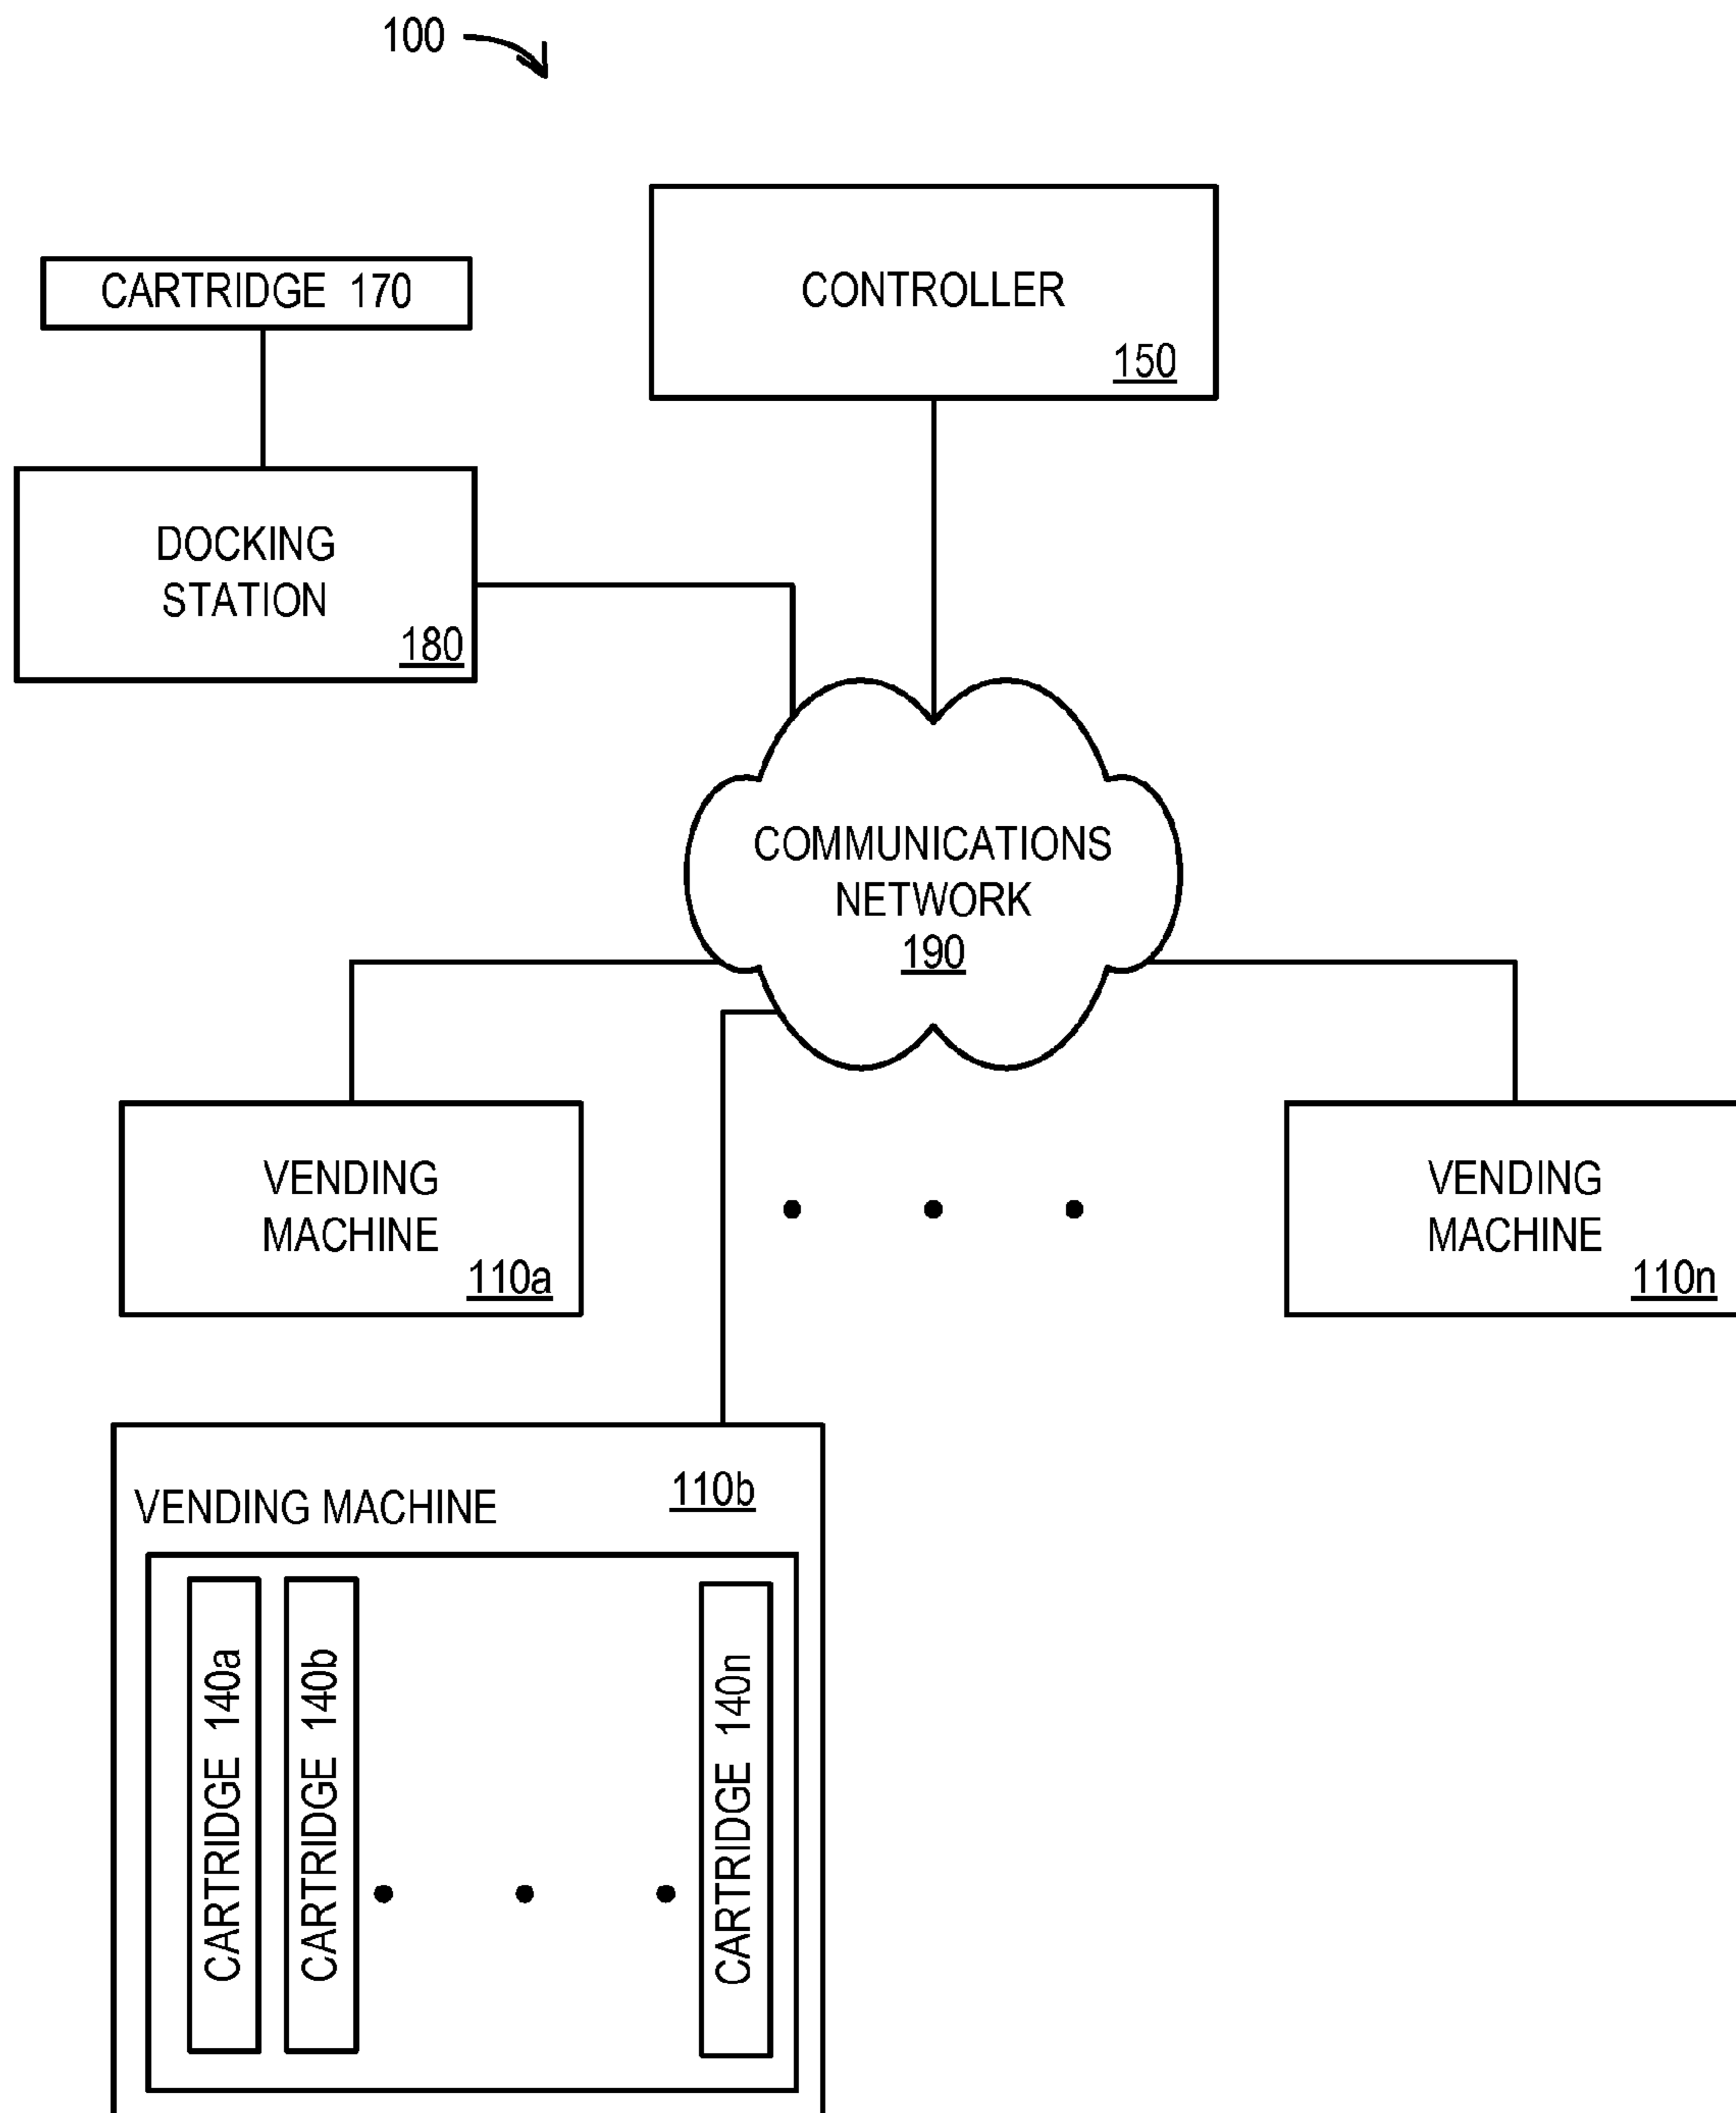 100
CARTRIDGE 170
CONTROLLER
150
DOCKING
STATION
180
COMMUNICATIONS
NETWORK
190
VENDING
MACHINE
110a
VENDING
MACHINE
110n
VENDING MACHINE
110b
CARTRIDGE 140a
CARTRIDGE 140b
CARTRIDGE 140n